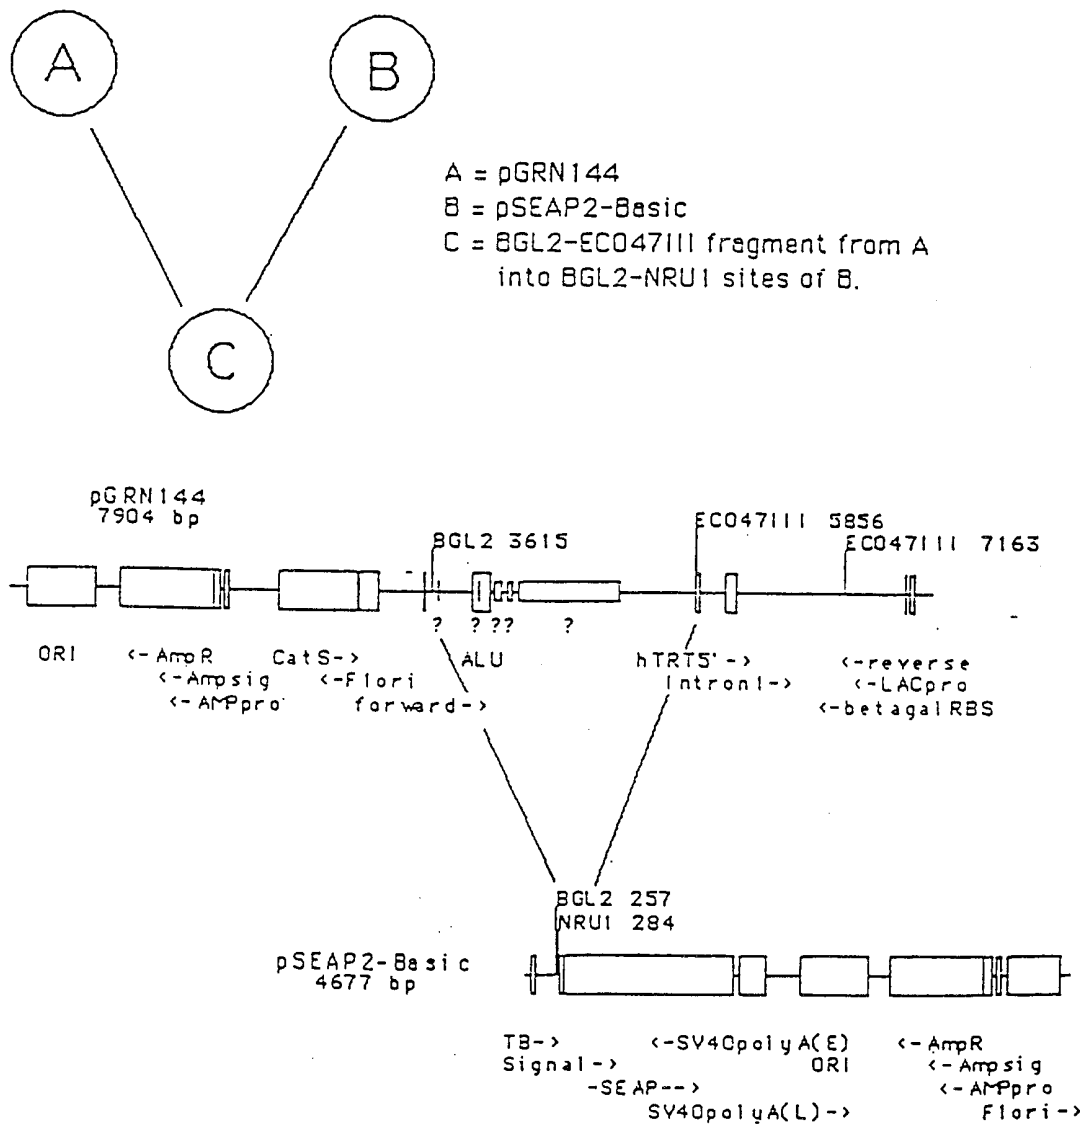 A
B
C
A = pGRN144
B = pSEAP2-Basic
C = BGL2-ECO47III fragment from A
into BGL2-NRU1 sites of B.
pGRN144
7904 bp
BGL2 3615
ECO47III 5856
ECO47III 7163
? ? ?? ?
ORI <-AmpR CatS-> ALU hTRT5'-> <-reverse
<-Ampsig <-F1ori Intron1-> <-LACpro
<-AMPpro forward-> <-betagalRBS
BGL2 257
NRU1 284
pSEAP2-Basic
4677 bp
TB-> <-SV40polyA(E) <-AmpR
Signal-> ORI <-Ampsig
-SEAP--> <-AMPpro
SV40polyA(L)-> F1ori->